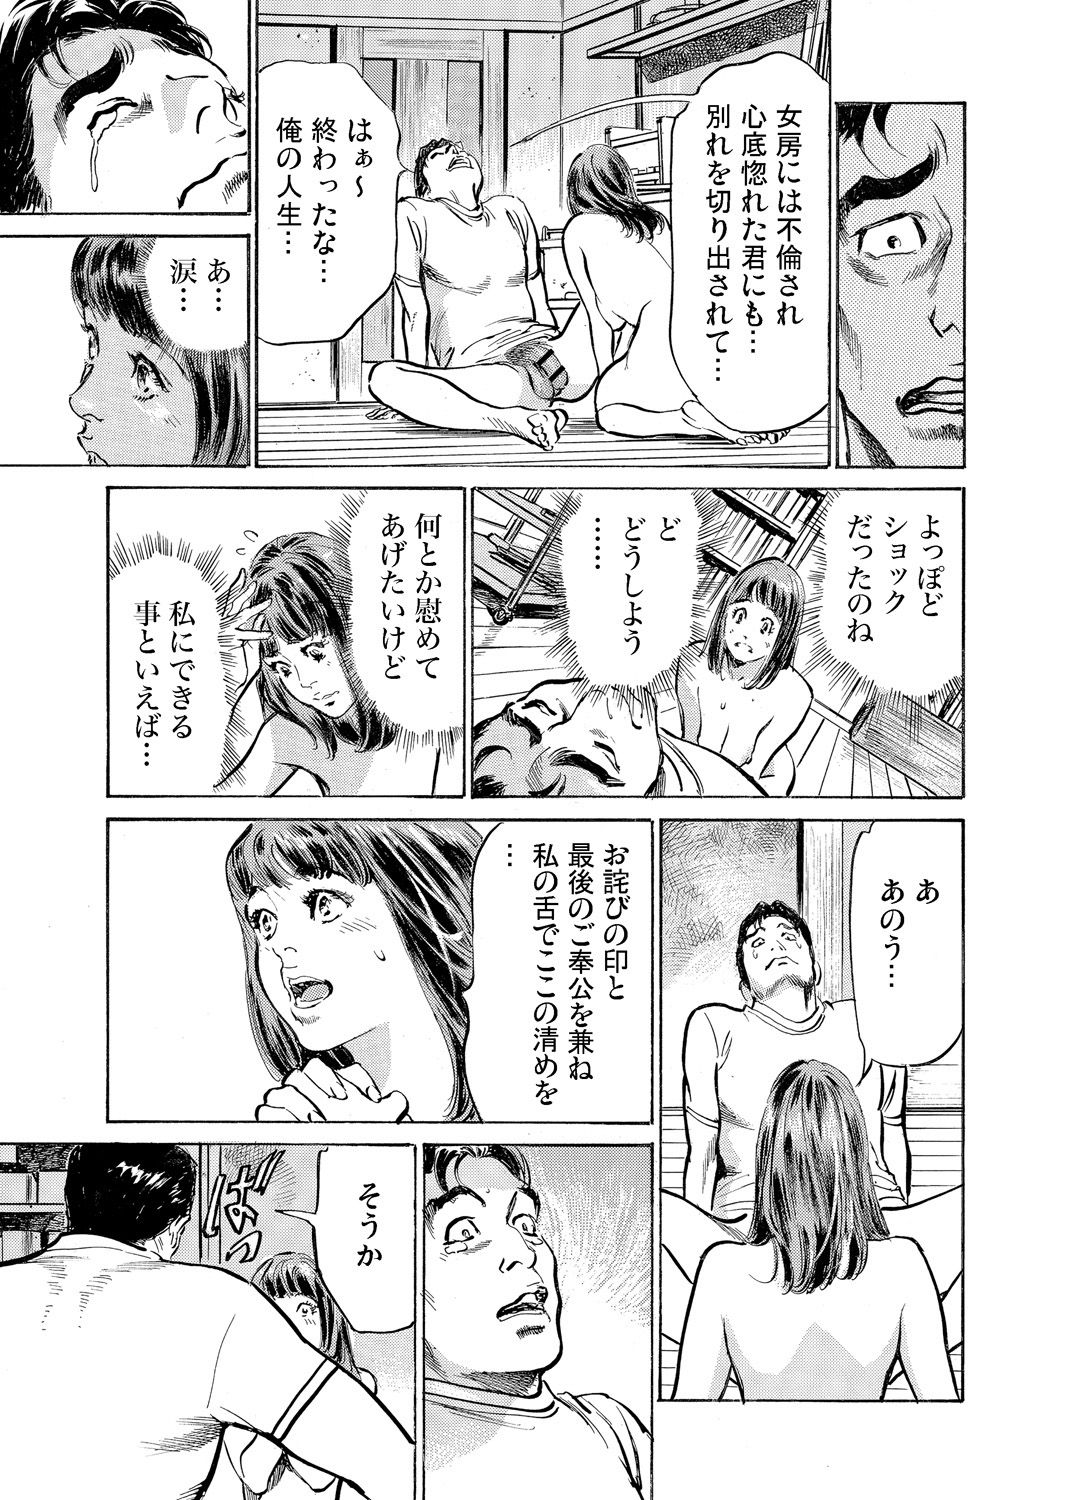 女房には不倫され
心底惚れた君にも…
別れを切り出されて…
はぁ～
終わったな…
俺の人生…
あ…
涙…
よっぽど
ショック
だったのね
ど
どうしよう
……
何とか慰めて
あげたいけど
私にできる
事といえば…
あ
あのう…
お詫びの印と
最後のご奉公を兼ね
私の舌でここの清めを
…
そうか
ばっ